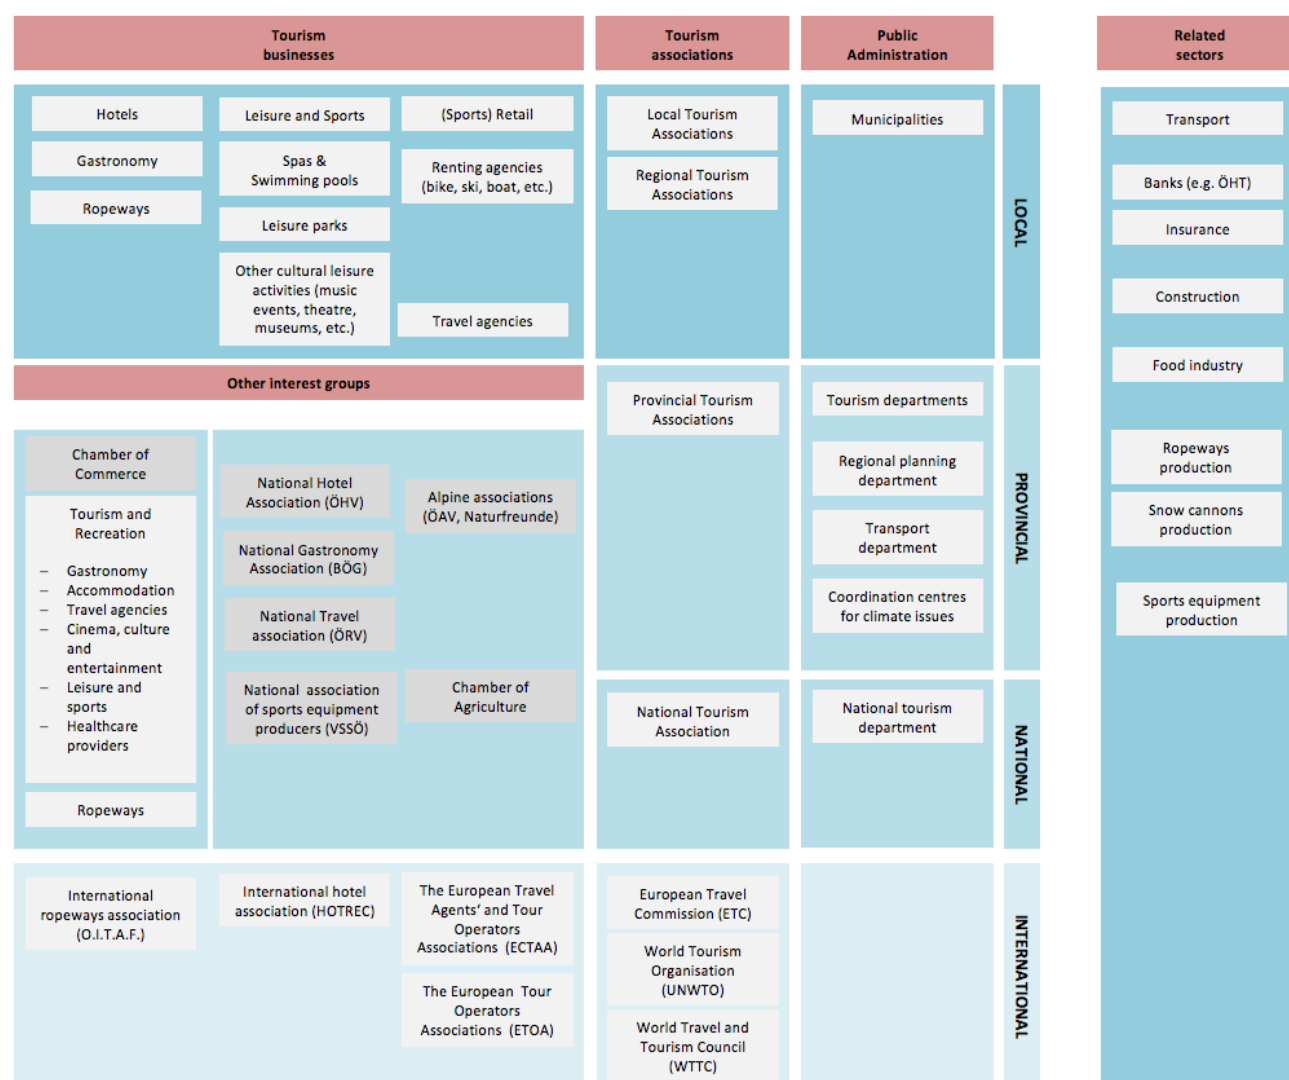 Tourism
businesses
Tourism
associations
Public
Administration
Related
sectors
Hotels
Gastronomy
Ropeways
Leisure and Sports
Spas &
Swimming pools
Leisure parks
Other cultural leisure
activities (music
events, theatre,
museums, etc.)
(Sports) Retail
Renting agencies
(bike, ski, boat, etc.)
Travel agencies
Local Tourism
Associations
Regional Tourism
Associations
Municipalities
LOCAL
Transport
Banks (e.g. ÖHT)
Insurance
Construction
Food industry
Ropeways
production
Snow cannons
production
Sports equipment
production
Other interest groups
Chamber of
Commerce
Tourism and
Recreation
– Gastronomy
– Accommodation
– Travel agencies
– Cinema, culture
and
entertainment
– Leisure and
sports
– Healthcare
providers
Ropeways
National Hotel
Association (ÖHV)
National Gastronomy
Association (BÖG)
National Travel
association (ÖRV)
National association
of sports equipment
producers (VSSÖ)
Alpine associations
(ÖAV, Naturfreunde)
Chamber of
Agriculture
Provincial Tourism
Associations
Tourism departments
Regional planning
department
Transport
department
Coordination centres
for climate issues
PROVINCIAL
National Tourism
Association
National tourism
department
NATIONAL
International
ropeways association
(O.I.T.A.F.)
International hotel
association (HOTREC)
The European Travel
Agents‘ and Tour
Operators
Associations (ECTAA)
The European Tour
Operators
Associations (ETOA)
European Travel
Commission (ETC)
World Tourism
Organisation
(UNWTO)
World Travel and
Tourism Council
(WTTC)
INTERNATIONAL